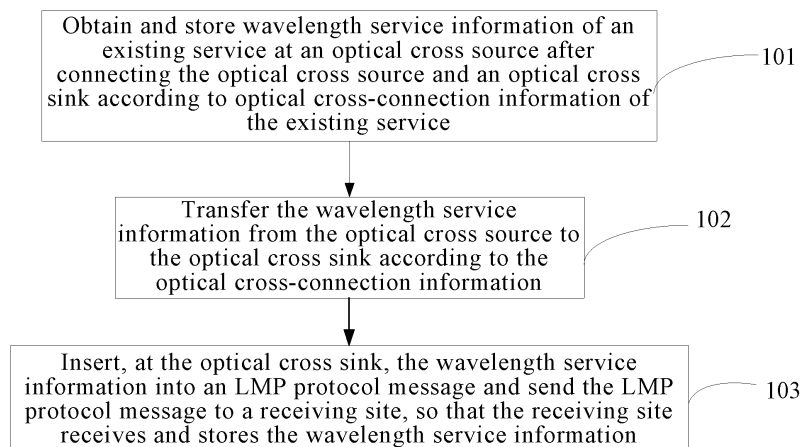 Obtain and store wavelength service information of an
existing service at an optical cross source after
connecting the optical cross source and an optical cross
sink according to optical cross-connection information of
the existing service
101
Transfer the wavelength service
information from the optical cross source to
the optical cross sink according to the
optical cross-connection information
102
Insert, at the optical cross sink, the wavelength service
information into an LMP protocol message and send the LMP
protocol message to a receiving site, so that the receiving site
receives and stores the wavelength service information
103